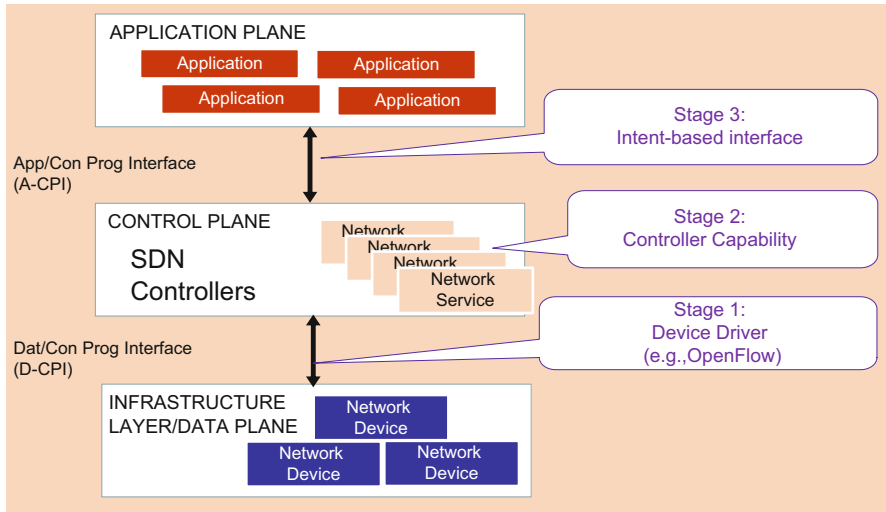 APPLICATION PLANE
Application
Application
Application
Application
Stage 3:
Intent-based interface
App/Con Prog Interface
(A-CPI)
CONTROL PLANE
SDN
Controllers
Network
Network
Network
Network
Service
Stage 2:
Controller Capability
Stage 1:
Device Driver
(e.g.,OpenFlow)
Dat/Con Prog Interface
(D-CPI)
INFRASTRUCTURE
LAYER/DATA PLANE
Network
Device
Network
Device
Network
Device